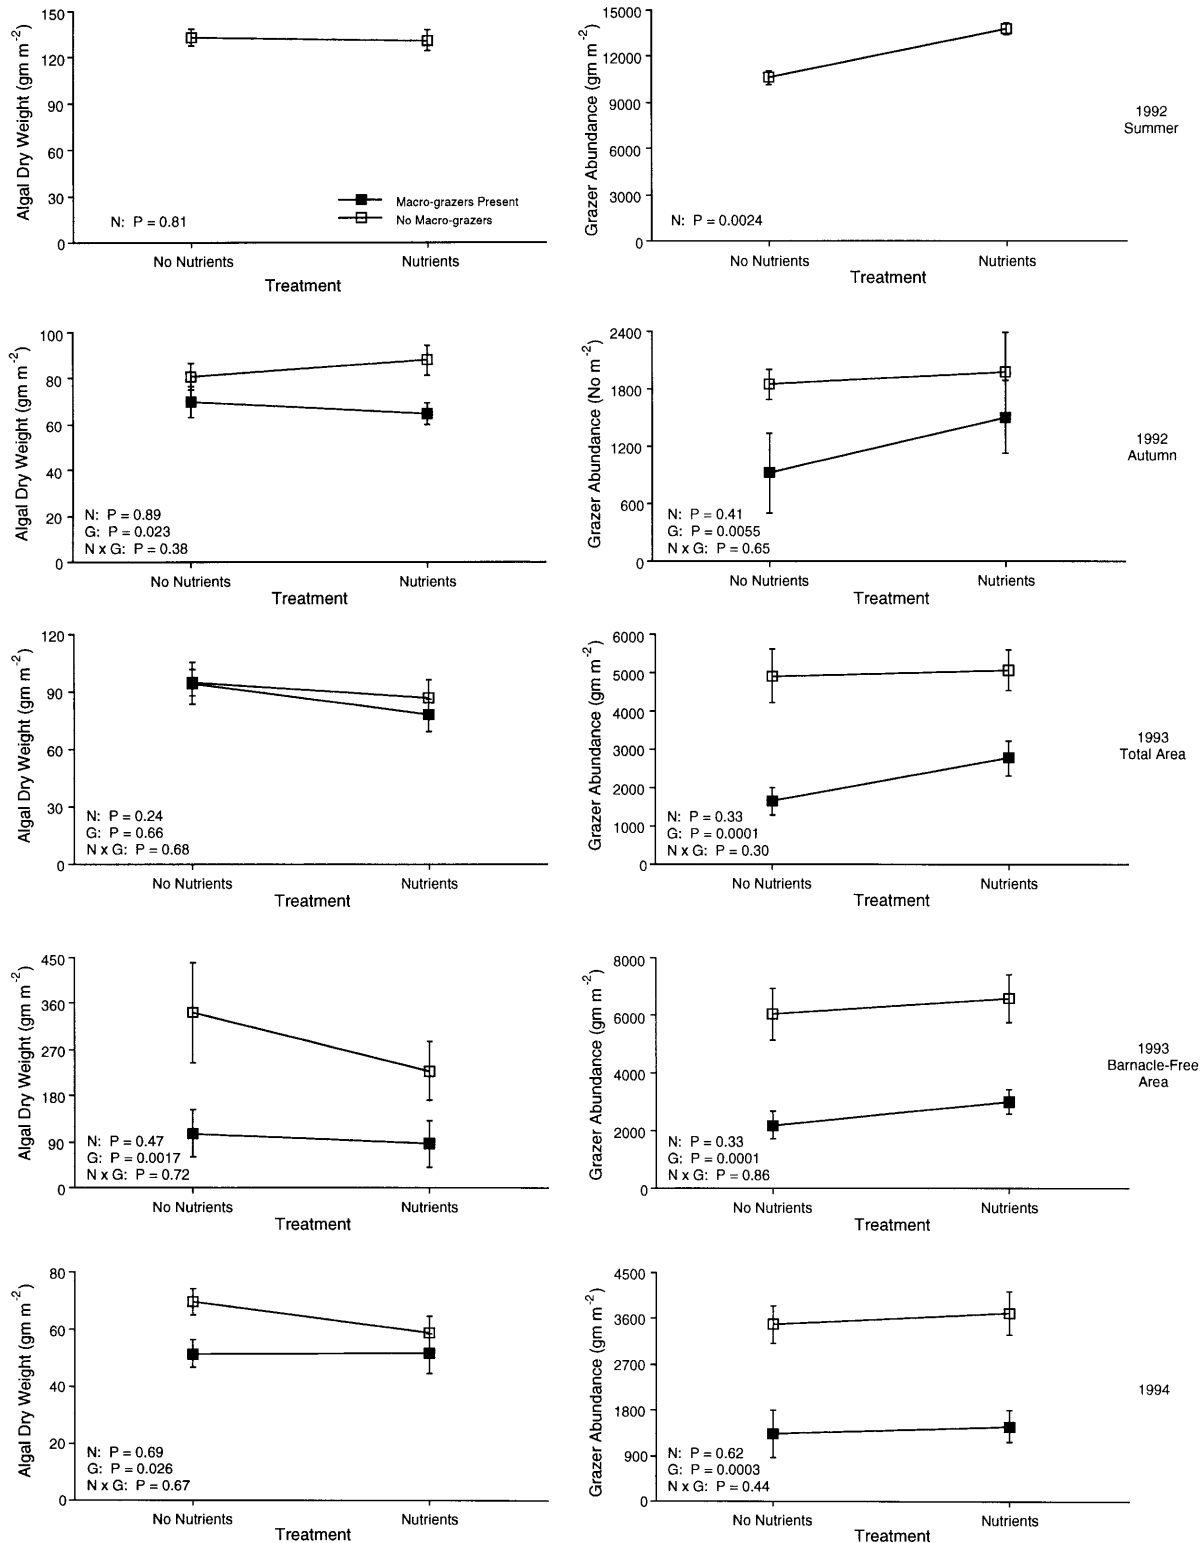 Algal Dry Weight (gm m-2)
150
120
90
60
30
0
N: P = 0.81
Macro-grazers Present
No Macro-grazers
No Nutrients
Nutrients
Treatment
Grazer Abundance (gm m-2)
15000
12000
9000
6000
3000
0
N: P = 0.0024
No Nutrients
Nutrients
Treatment
1992
Summer
Algal Dry Weight (gm m-2)
100
80
60
40
20
0
N: P = 0.89
G: P = 0.023
N x G: P = 0.38
No Nutrients
Nutrients
Treatment
Grazer Abundance (No m-2)
2400
1800
1200
600
0
N: P = 0.41
G: P = 0.0055
N x G: P = 0.65
No Nutrients
Nutrients
Treatment
1992
Autumn
Algal Dry Weight (gm m-2)
120
90
60
30
0
N: P = 0.24
G: P = 0.66
N x G: P = 0.68
No Nutrients
Nutrients
Treatment
Grazer Abundance (gm m-2)
6000
5000
4000
3000
2000
1000
0
N: P = 0.33
G: P = 0.0001
N x G: P = 0.30
No Nutrients
Nutrients
Treatment
1993
Total Area
Algal Dry Weight (gm m-2)
450
360
270
180
90
0
N: P = 0.47
G: P = 0.0017
N x G: P = 0.72
No Nutrients
Nutrients
Treatment
Grazer Abundance (gm m-2)
8000
6000
4000
2000
0
N: P = 0.33
G: P = 0.0001
N x G: P = 0.86
No Nutrients
Nutrients
Treatment
1993
Barnacle-Free
Area
Algal Dry Weight (gm m-2)
80
60
40
20
0
N: P = 0.69
G: P = 0.026
N x G: P = 0.67
No Nutrients
Nutrients
Treatment
Grazer Abundance (gm m-2)
4500
3600
2700
1800
900
0
N: P = 0.62
G: P = 0.0003
N x G: P = 0.44
No Nutrients
Nutrients
Treatment
1994